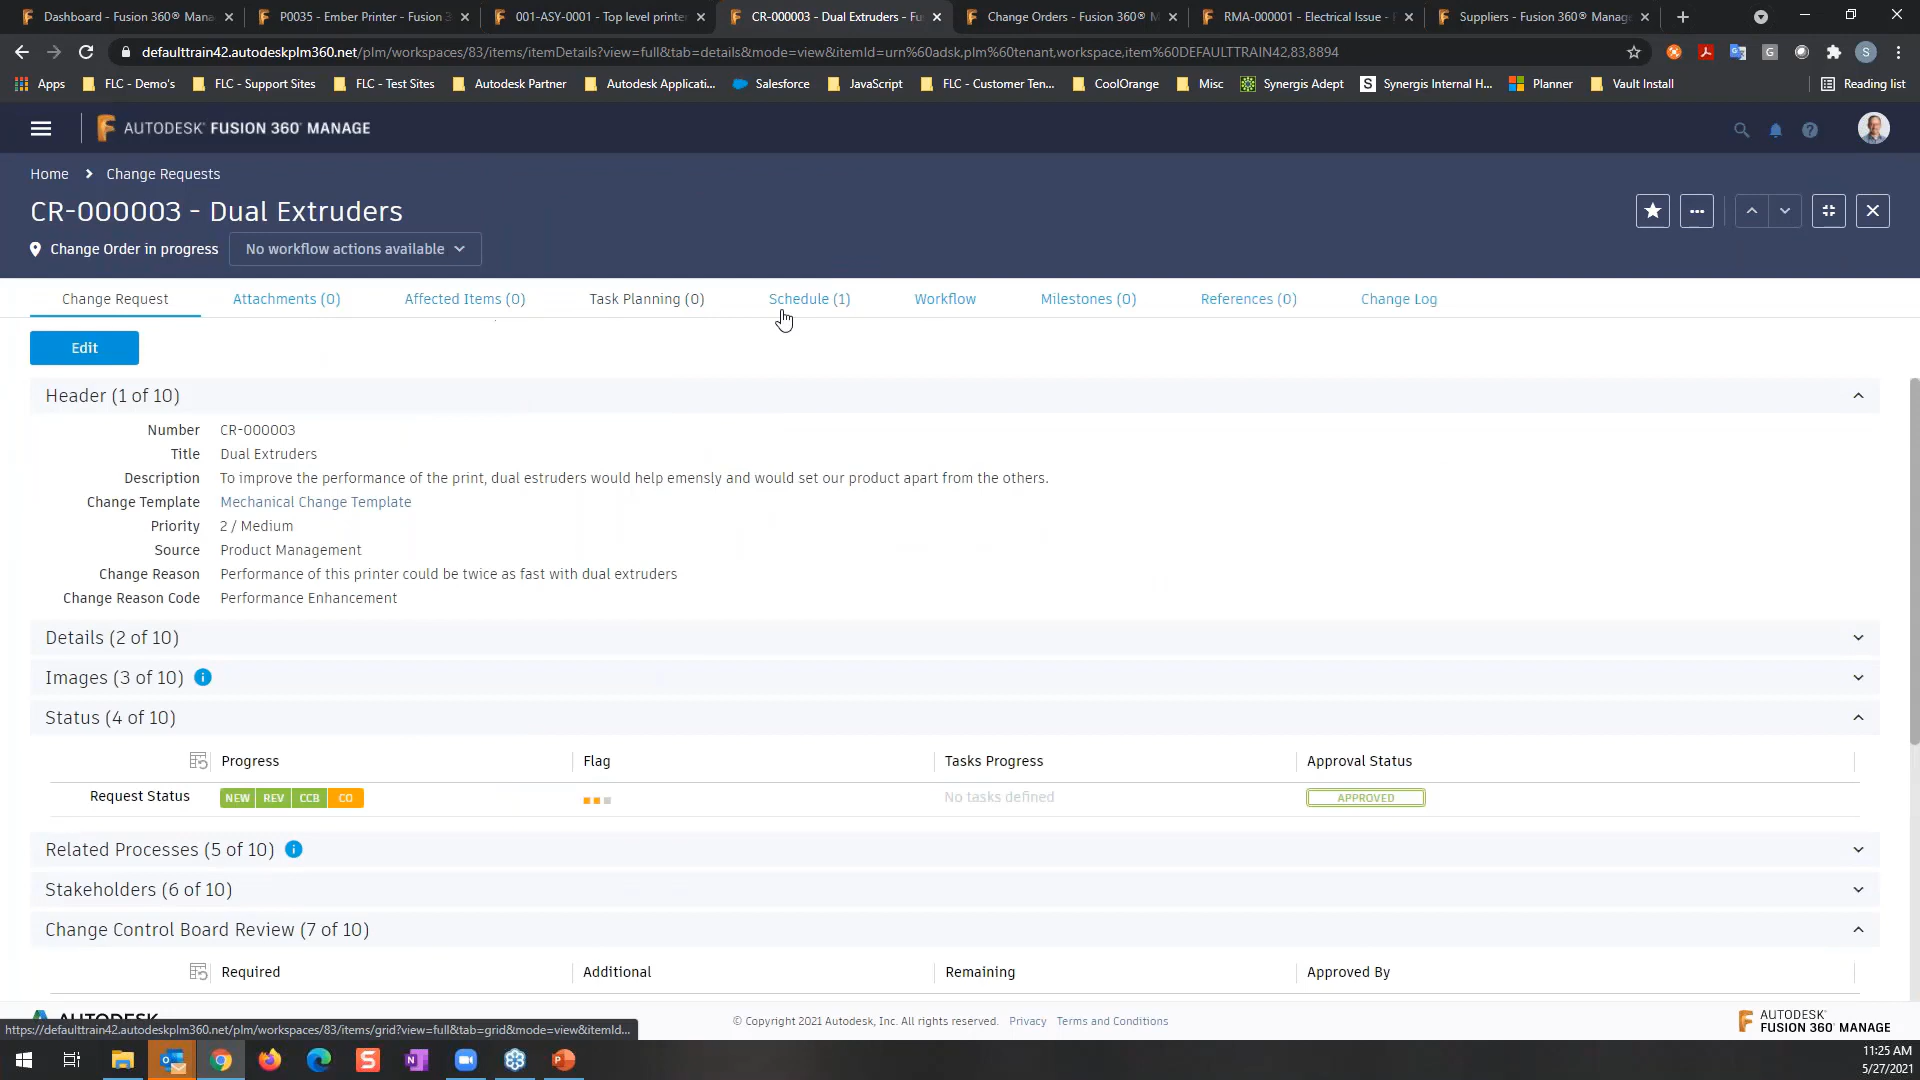 Dashboard - Fusion 360® Mana
P0035 - Ember Printer - Fusion 3
001-ASY-0001 - Top level printe
CR-000003 - Dual Extruders - Fu
Change Orders - Fusion 360® M
RMA-000001 - Electrical Issue - F
Suppliers - Fusion 360® Manag
defaulttrain42.autodeskplm360.net/plm/workspaces/83/items/itemDetails?view=full&tab=details&mode=view&itemId=urn%60adsk,plm%60tenant,workspace,item%60DEFAULTTRAIN42,83,8894
Apps
FLC - Demo's
FLC - Support Sites
FLC - Test Sites
Autodesk Partner
Autodesk Applicati...
Salesforce
JavaScript
FLC - Customer Ten...
CoolOrange
Misc
Synergis Adept
Synergis Internal H...
Planner
Vault Install
Reading list
AUTODESK® FUSION 360® MANAGE
Home > Change Requests
CR-000003 - Dual Extruders
Change Order in progress
No workflow actions available
Change Request
Attachments (0)
Affected Items (0)
Task Planning (0)
Schedule (1)
Workflow
Milestones (0)
References (0)
Change Log
Edit
Header (1 of 10)
Number CR-000003
Title Dual Extruders
Description To improve the performance of the print, dual estruders would help emensly and would set our product apart from the others.
Change Template Mechanical Change Template
Priority 2 / Medium
Source Product Management
Change Reason Performance of this printer could be twice as fast with dual extruders
Change Reason Code Performance Enhancement
Details (2 of 10)
Images (3 of 10)
Status (4 of 10)
Progress Flag Tasks Progress Approval Status
Request Status NEW REV CCB CO No tasks defined APPROVED
Related Processes (5 of 10)
Stakeholders (6 of 10)
Change Control Board Review (7 of 10)
Required Additional Remaining Approved By
https://defaulttrain42.autodeskplm360.net/plm/workspaces/83/items/grid?view=full&tab=grid&mode=view&itemId...
© Copyright 2021 Autodesk, Inc. All rights reserved. Privacy Terms and Conditions
AUTODESK®
FUSION 360® MANAGE
11:25 AM
5/27/2021